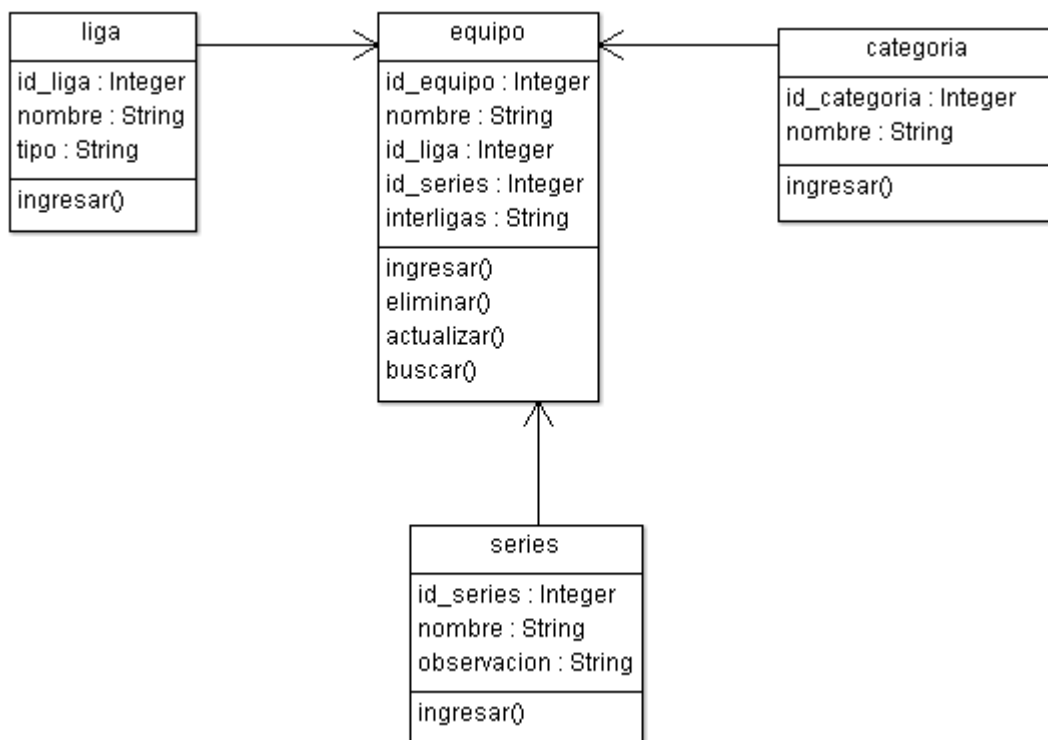 liga
id_liga : Integer
nombre : String
tipo : String
ingresar()
equipo
id_equipo : Integer
nombre : String
id_liga : Integer
id_series : Integer
interligas : String
ingresar()
eliminar()
actualizar()
buscar()
categoria
id_categoria : Integer
nombre : String
ingresar()
series
id_series : Integer
nombre : String
observacion : String
ingresar()